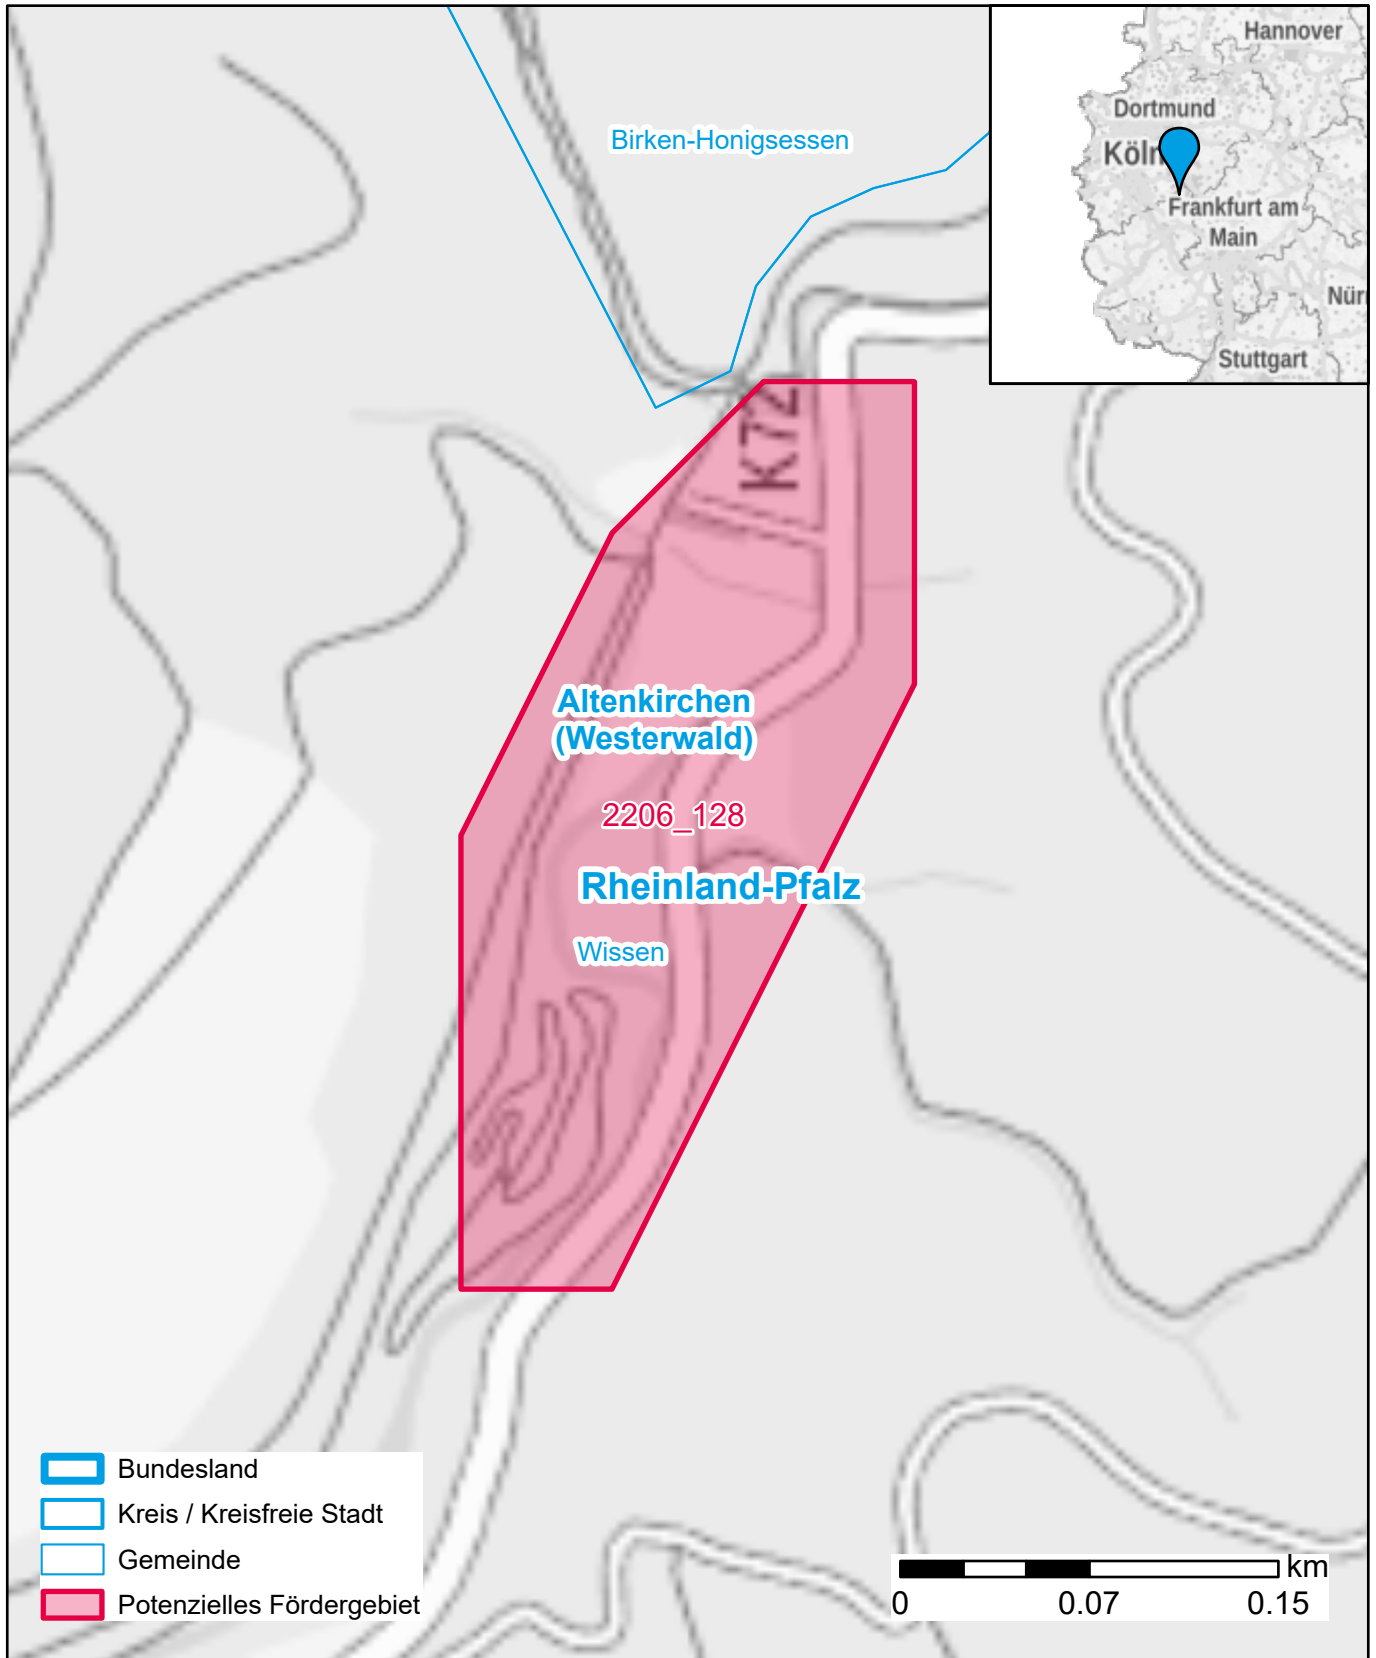 Birken-Honigsessen
Hannover
Dortmund
Köln
Frankfurt am
Main
Nür
Stuttgart
K72
Altenkirchen
(Westerwald)
2206_128
Rheinland-Pfalz
Wissen
Bundesland
Kreis / Kreisfreie Stadt
Gemeinde
Potenzielles Fördergebiet
km
0 0.07 0.15